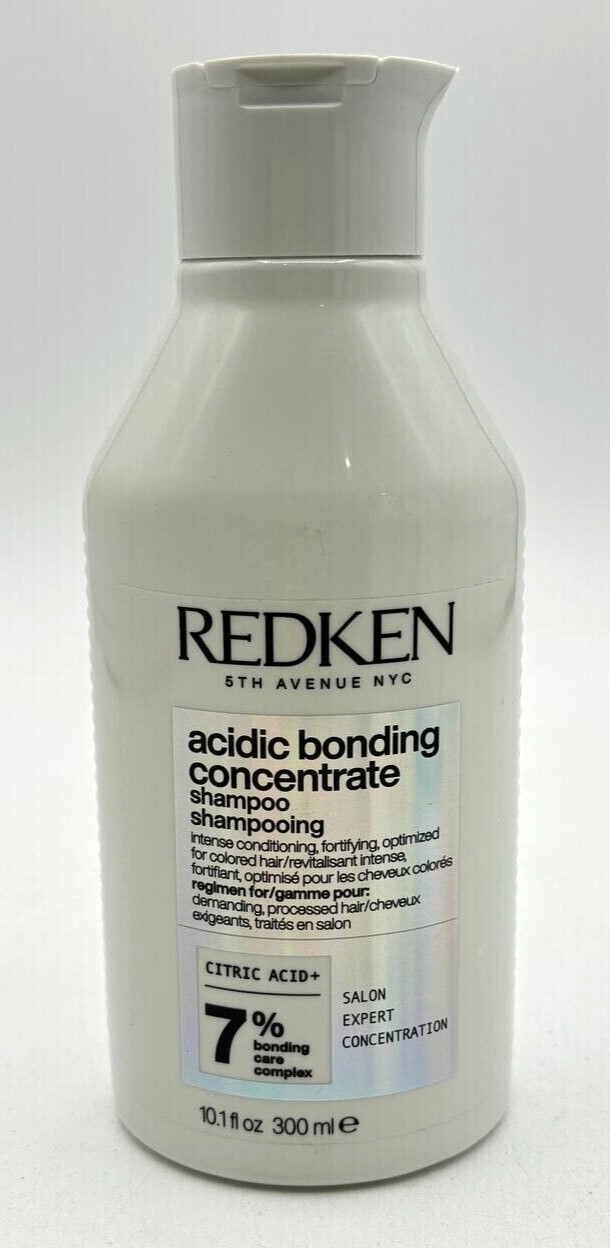 REDKEN
5TH AVENUE NYC
acidic bonding
concentrate
shampoo
shampooing
intense conditioning, fortifying, optimized
for colored hair/revitalisant intense,
fortifiant, optimisé pour les cheveux colorés
regimen for/gamme pour:
demanding, processed hair/cheveux
exigeants, traités en salon
CITRIC ACID+
7%
bonding
care
complex
SALON
EXPERT
CONCENTRATION
10.1 fl oz 300 ml ℮